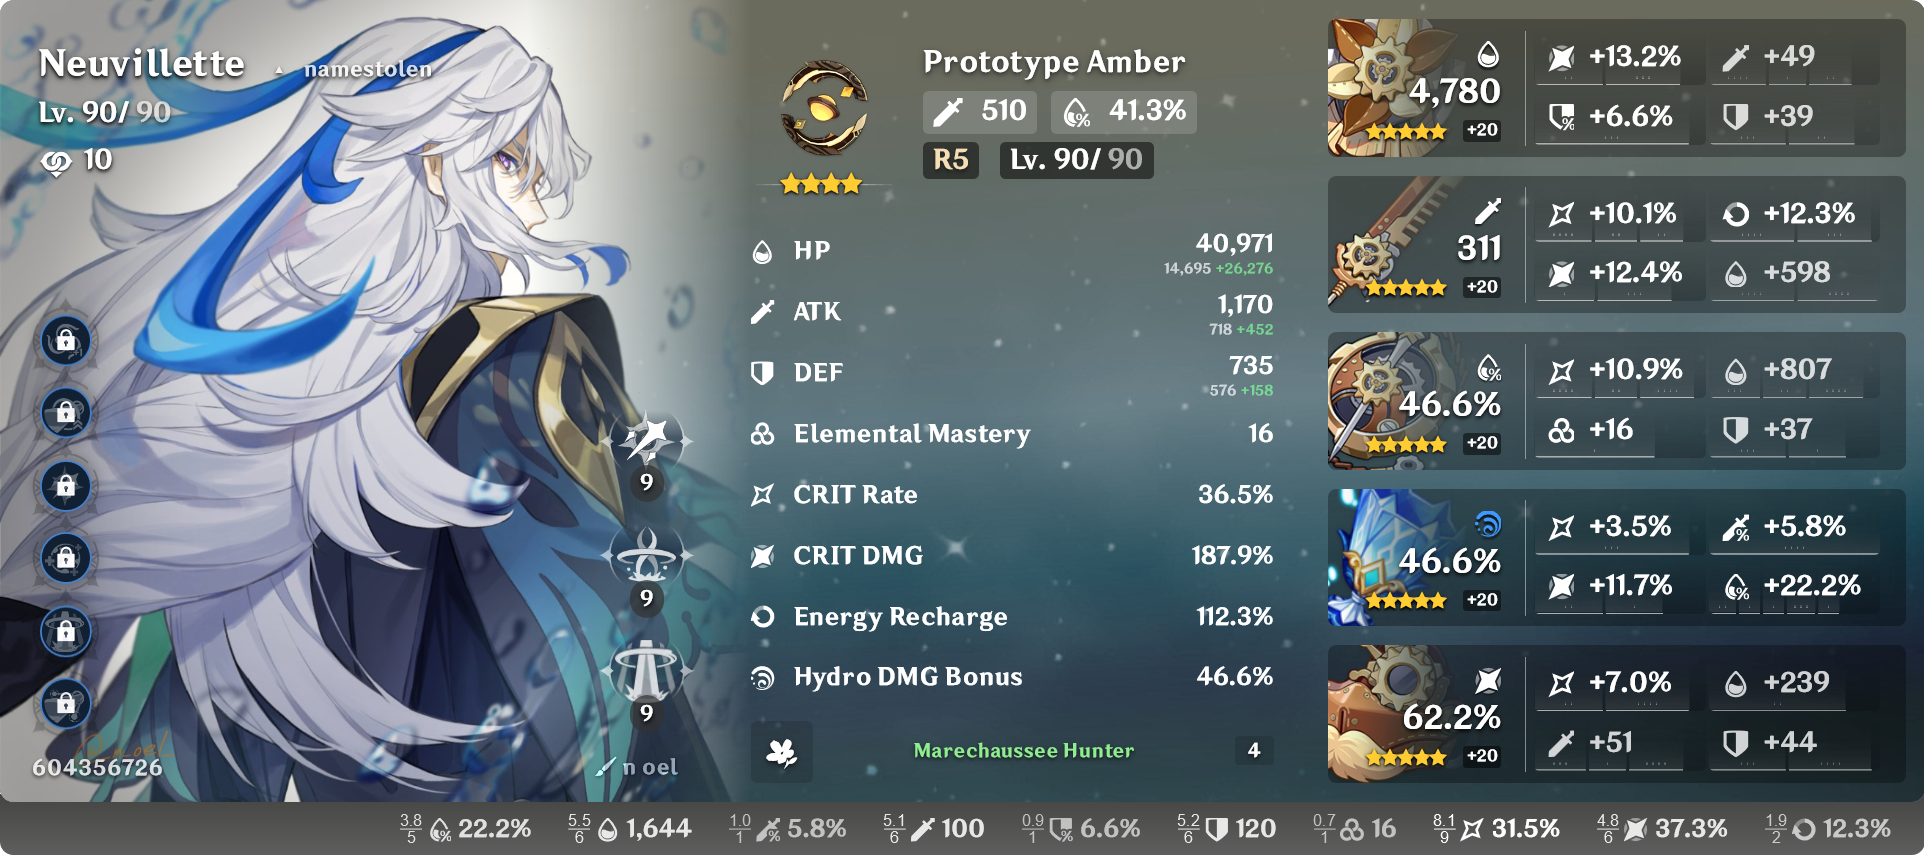 Neuvillette namestolen
Lv. 90/ 90
10
9
9
9
604356726
n oel
Prototype Amber
510 41.3%
R5 Lv. 90/ 90
HP 40,971
14,695 +26,276
ATK 1,170
718 +452
DEF 735
576 +158
Elemental Mastery 16
CRIT Rate 36.5%
CRIT DMG 187.9%
Energy Recharge 112.3%
Hydro DMG Bonus 46.6%
Marechaussee Hunter 4
4,780
+20
+13.2% +49
+6.6% +39
311
+20
+10.1% +12.3%
+12.4% +598
46.6%
+20
+10.9% +807
+16 +37
46.6%
+20
+3.5% +5.8%
+11.7% +22.2%
62.2%
+20
+7.0% +239
+51 +44
3.8/5 % 22.2% 5.5/6 1,644 1.0/1 % 5.8% 5.1/6 100 0.9/1 % 6.6% 5.2/6 120 0.7/1 16 8.1/9 31.5% 4.8/6 37.3% 1.9/2 12.3%